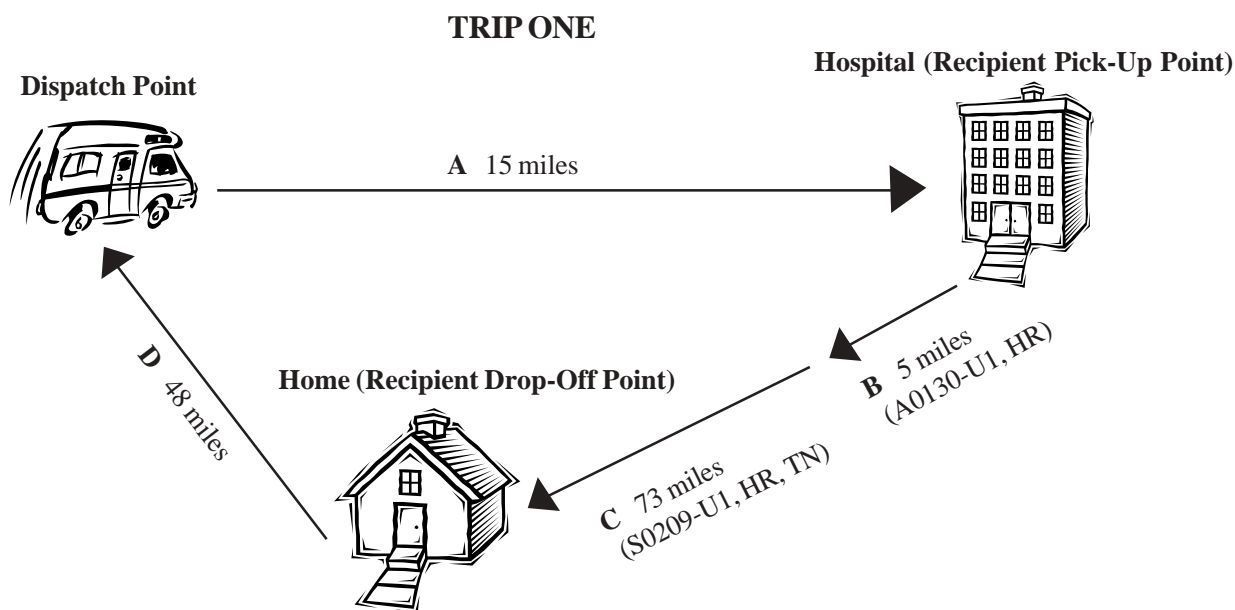 TRIP ONE
Hospital (Recipient Pick-Up Point)
Dispatch Point
A 15 miles
B 5 miles
(A0130-U1, HR)
D 48 miles
Home (Recipient Drop-Off Point)
C 73 miles
(S0209-U1, HR, TN)